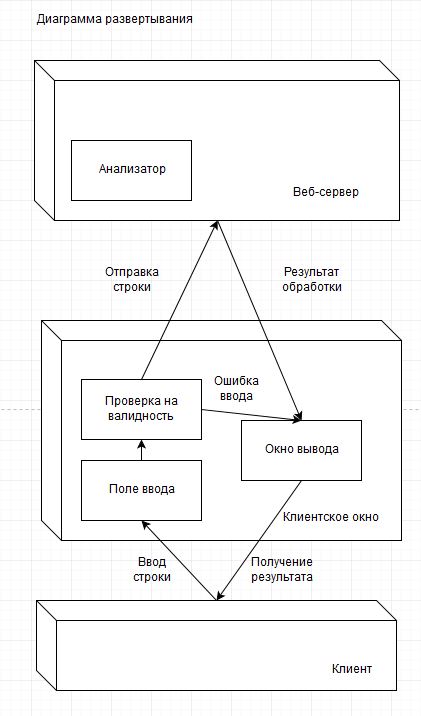 Диаграмма развертывания
Анализатор
Веб-сервер
Отправка
строки
Результат
обработки
Проверка на
валидность
Ошибка
ввода
Окно вывода
Поле ввода
Клиентское окно
Ввод
строки
Получение
результата
Клиент